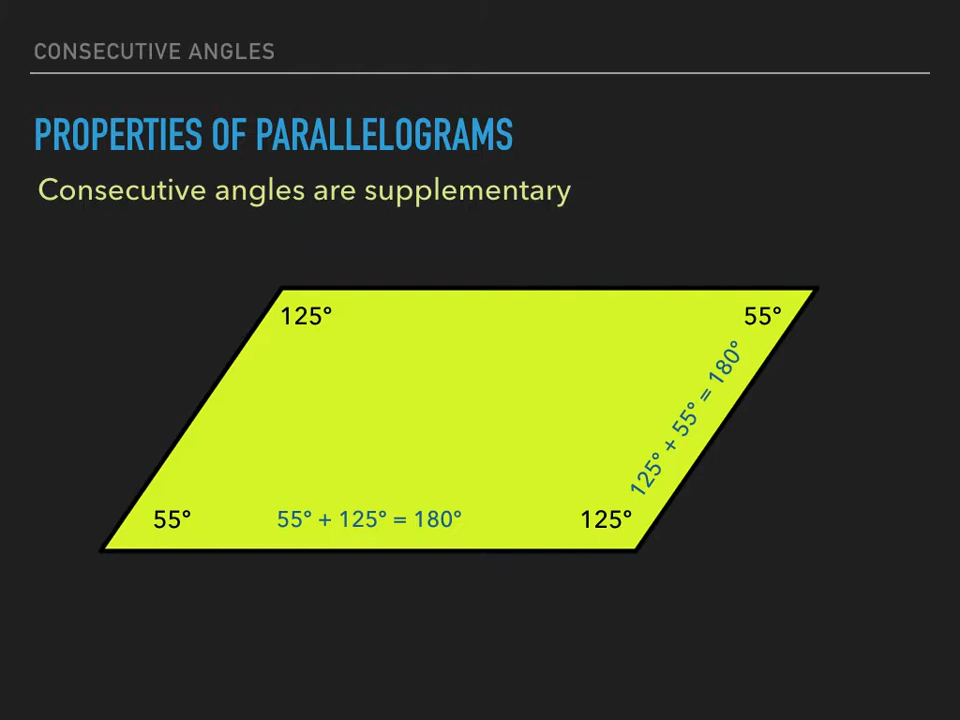 CONSECUTIVE ANGLES
PROPERTIES OF PARALLELOGRAMS
Consecutive angles are supplementary
125° 55°
125° + 55° = 180°
55° 55° + 125° = 180° 125°